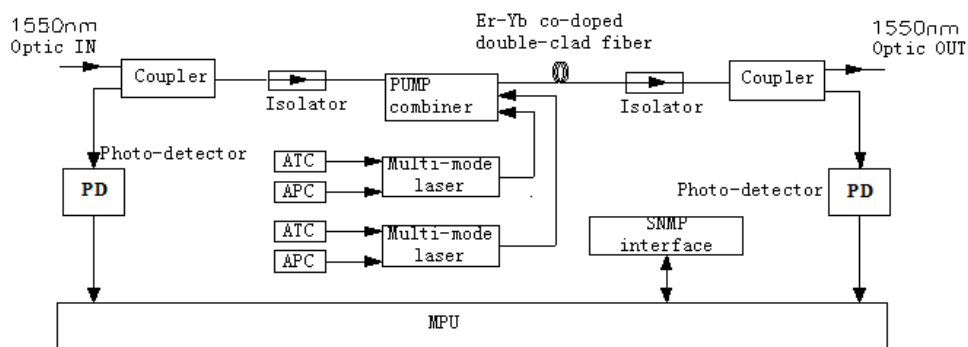 1550nm
Optic IN
Er-Yb co-doped
double-clad fiber
1550nm
Optic OUT
Coupler
Isolator
PUMP
combiner
Isolator
Coupler
Photo-detector
PD
ATC
APC
Multi-mode
laser
ATC
APC
Multi-mode
laser
SNMP
interface
Photo-detector
PD
MPU